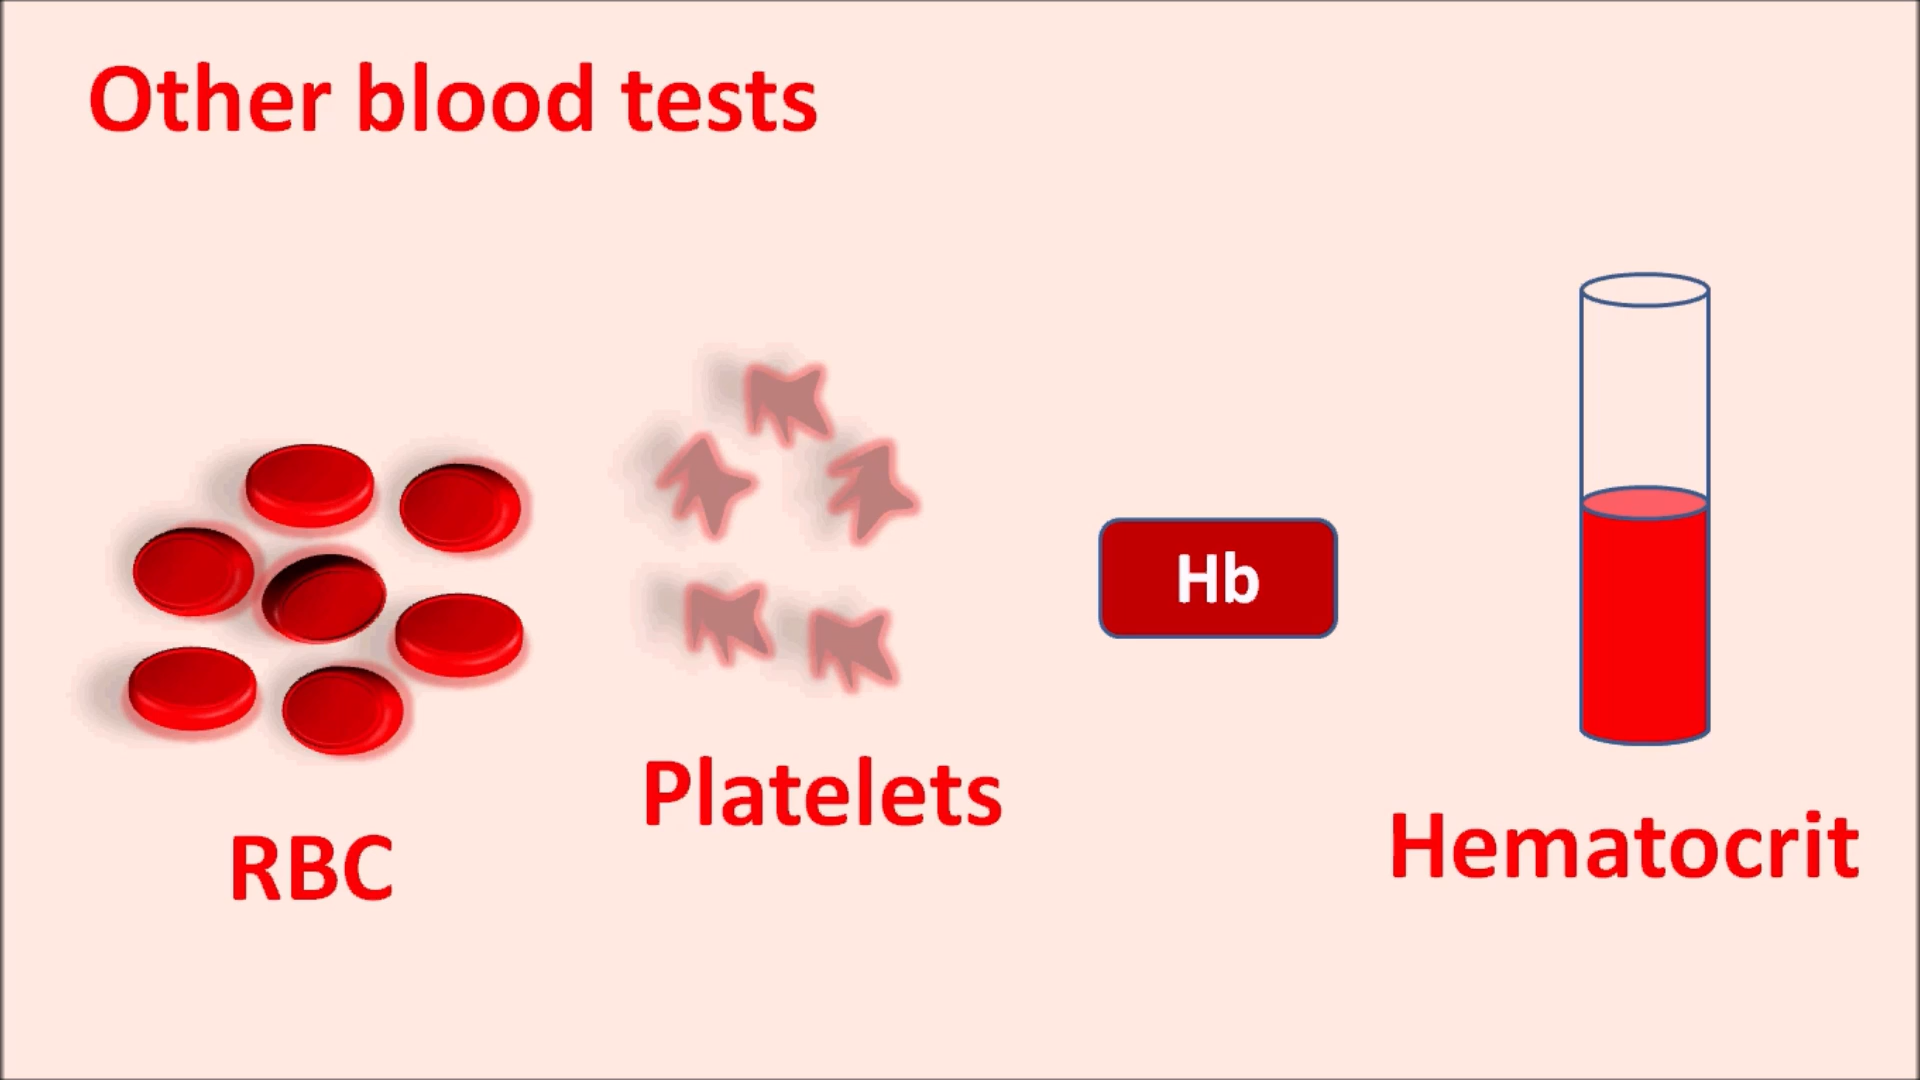 Other blood tests
Hb
Platelets
Hematocrit
RBC